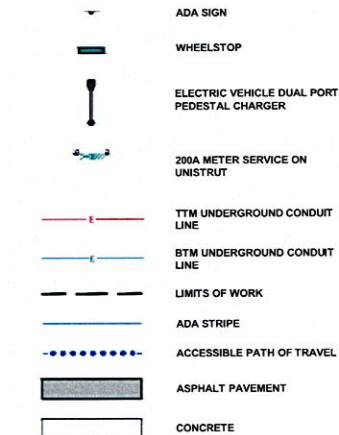 ADA SIGN
WHEELSTOP
ELECTRIC VEHICLE DUAL PORT
PEDESTAL CHARGER
200A METER SERVICE ON
UNISTRUT
E
TTM UNDERGROUND CONDUIT
LINE
E
BTM UNDERGROUND CONDUIT
LINE
LIMITS OF WORK
ADA STRIPE
ACCESSIBLE PATH OF TRAVEL
ASPHALT PAVEMENT
CONCRETE